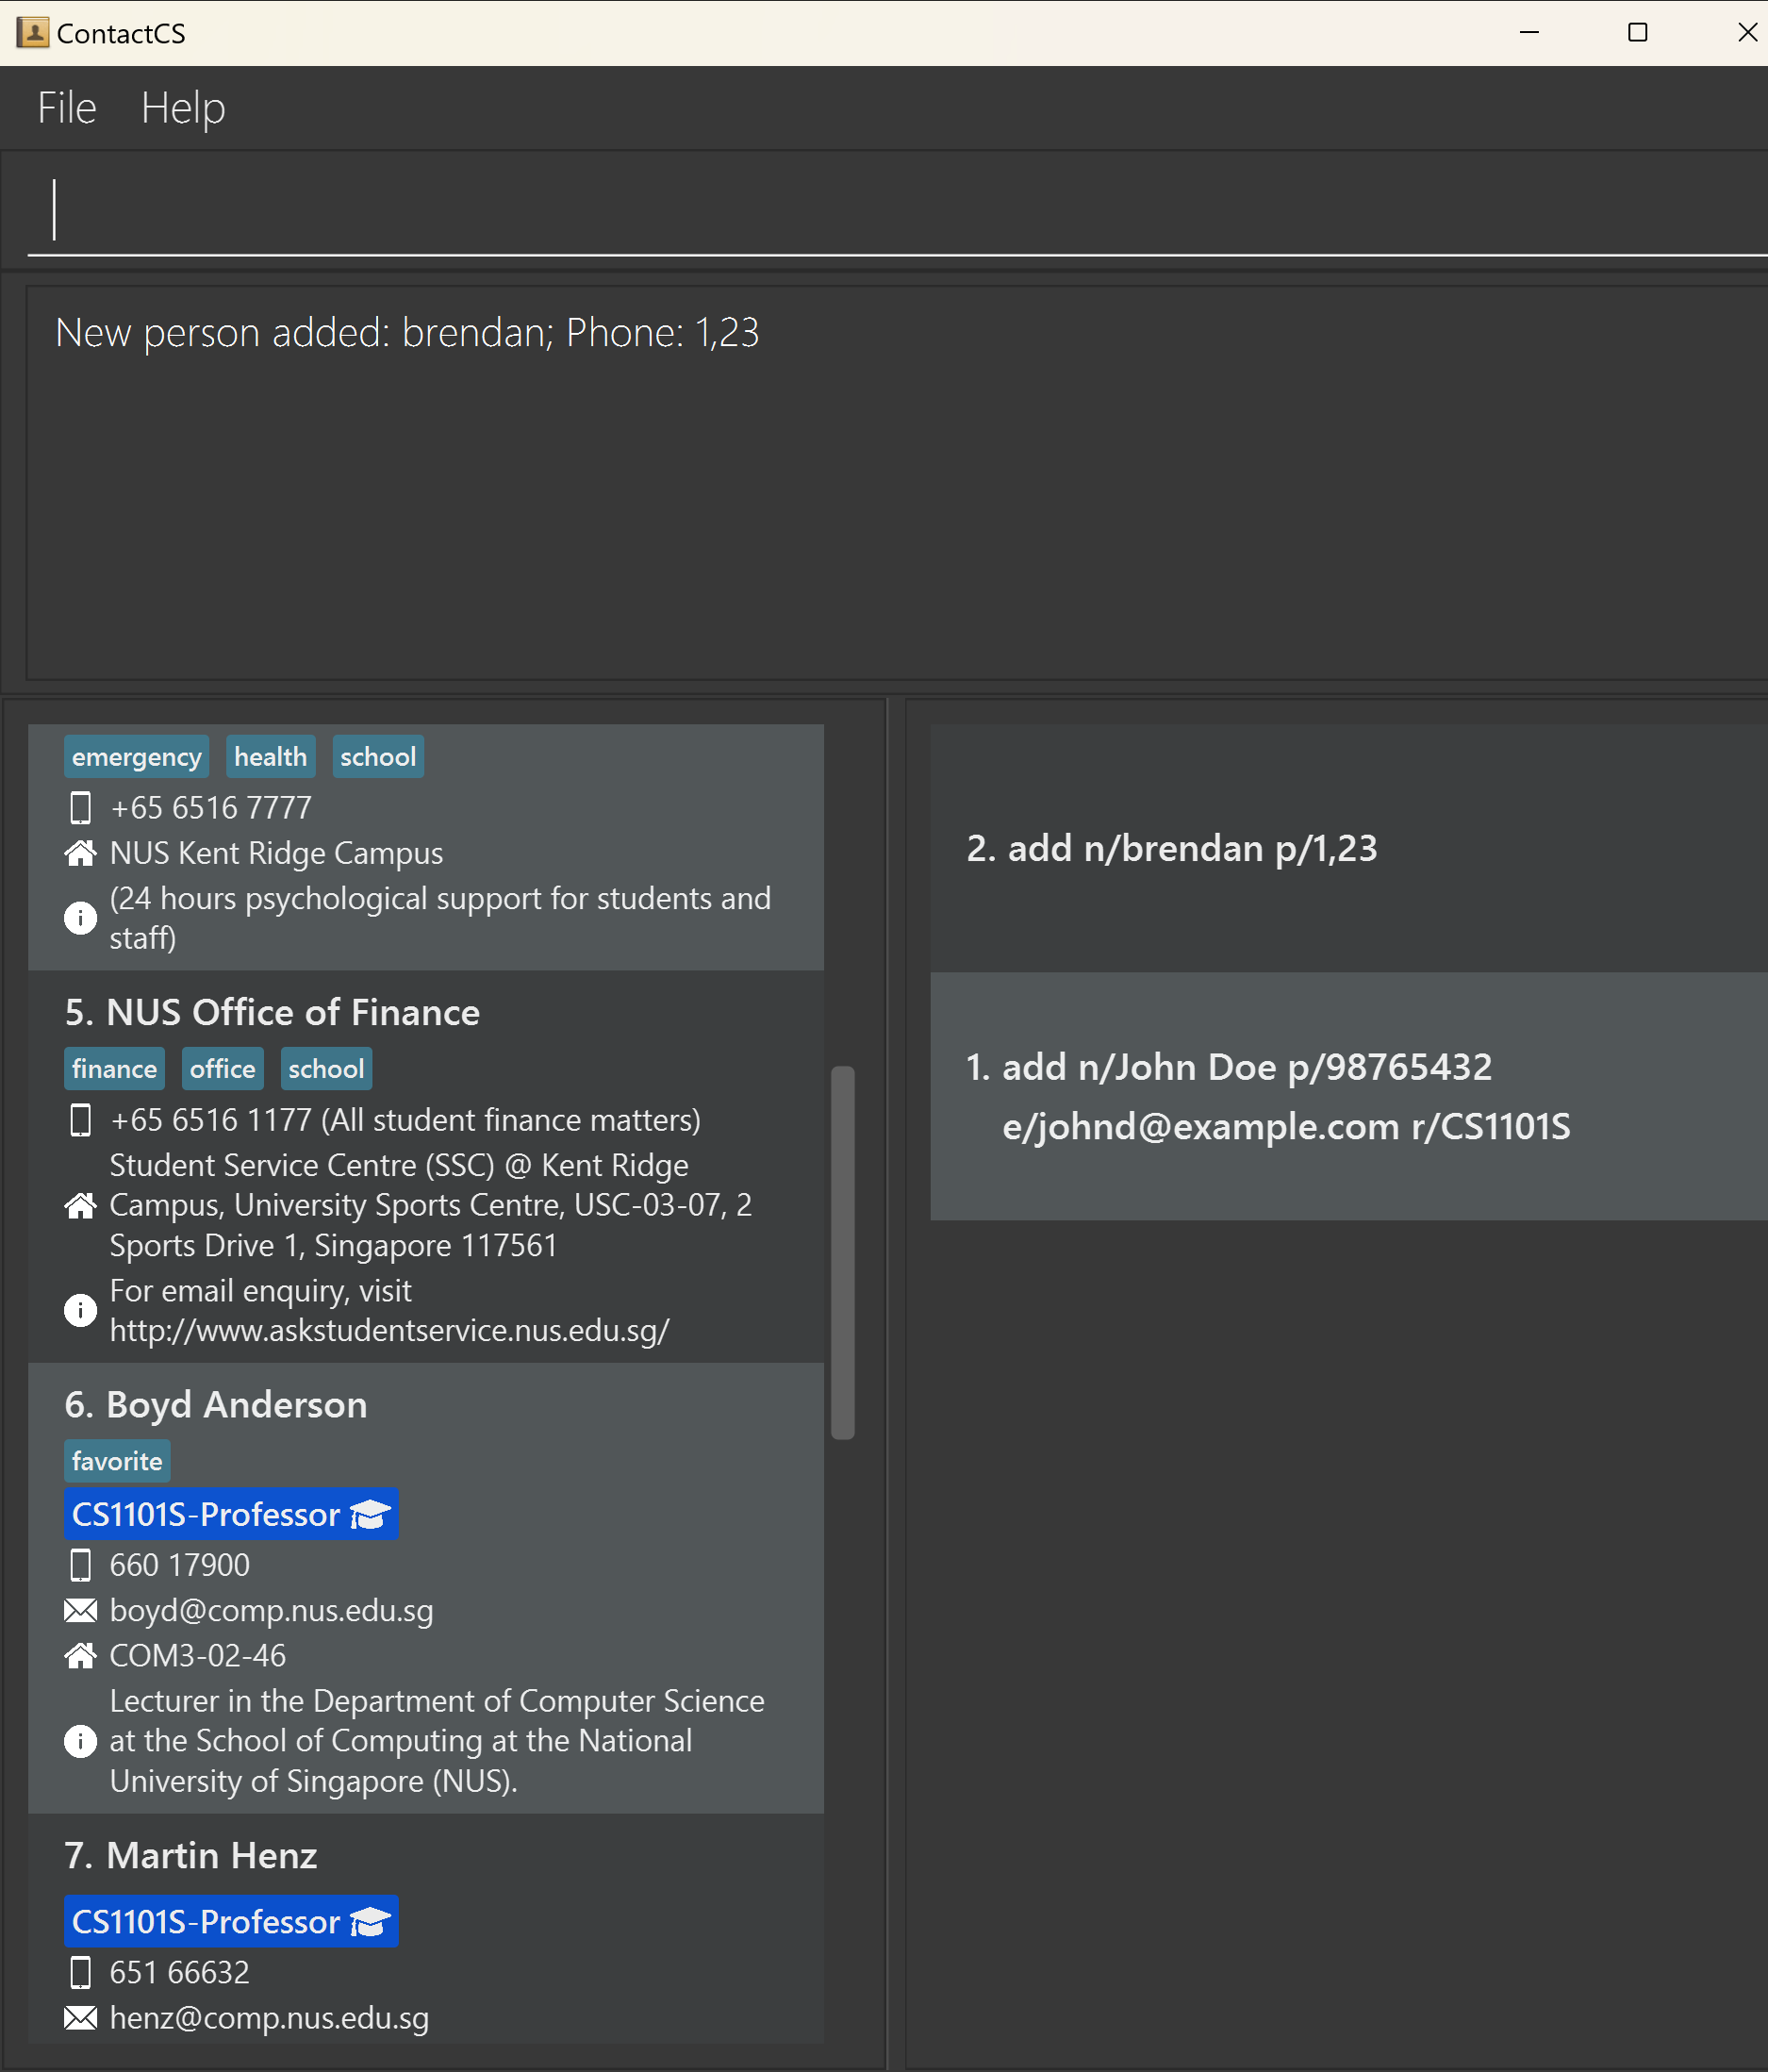 ContactCS
File Help
New person added: brendan; Phone: 1,23
emergency health school
+65 6516 7777
NUS Kent Ridge Campus
(24 hours psychological support for students and
staff)
5. NUS Office of Finance
finance office school
+65 6516 1177 (All student finance matters)
Student Service Centre (SSC) @ Kent Ridge
Campus, University Sports Centre, USC-03-07, 2
Sports Drive 1, Singapore 117561
For email enquiry, visit
http://www.askstudentservice.nus.edu.sg/
6. Boyd Anderson
favorite
CS1101S-Professor
660 17900
boyd@comp.nus.edu.sg
COM3-02-46
Lecturer in the Department of Computer Science
at the School of Computing at the National
University of Singapore (NUS).
7. Martin Henz
CS1101S-Professor
651 66632
henz@comp.nus.edu.sg
2. add n/brendan p/1,23
1. add n/John Doe p/98765432
e/johnd@example.com r/CS1101S